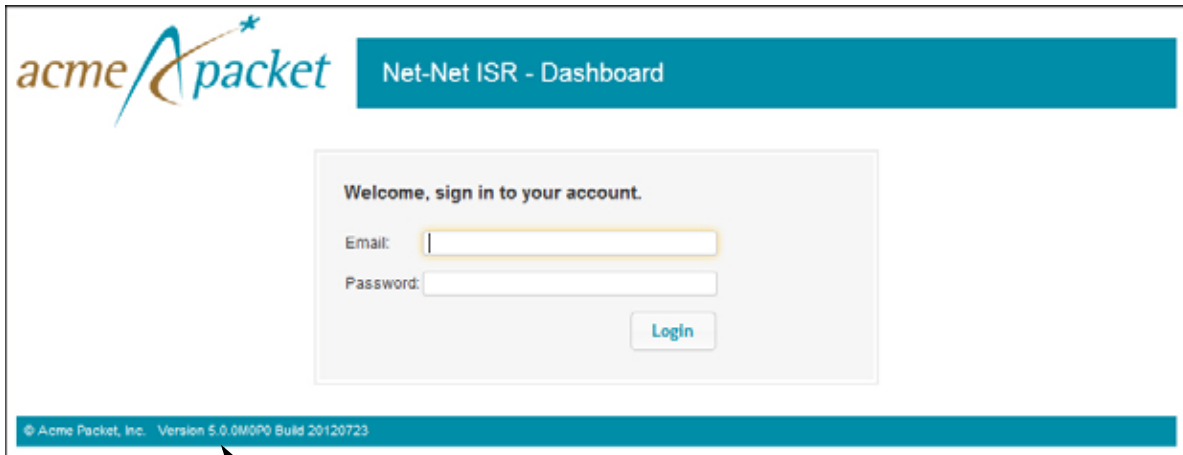 acme packet
Net-Net ISR - Dashboard
Welcome, sign in to your account.
Email:
Password:
Login
© Acme Packet, Inc. Version 5.0.0M0P0 Build 20120723